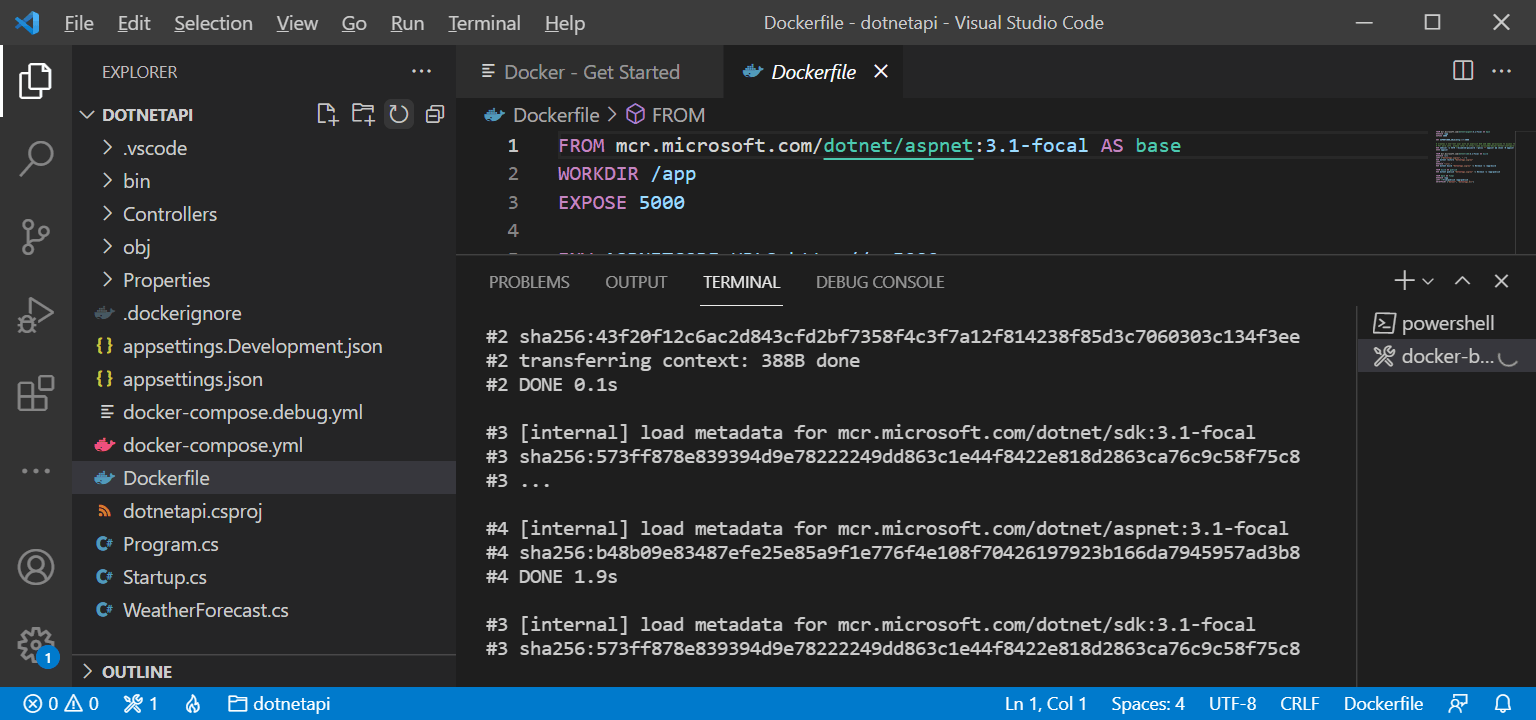 File Edit Selection View Go Run Terminal Help Dockerfile - dotnetapi - Visual Studio Code
EXPLORER
DOTNETAPI
.vscode
bin
Controllers
obj
Properties
.dockerignore
appsettings.Development.json
appsettings.json
docker-compose.debug.yml
docker-compose.yml
Dockerfile
dotnetapi.csproj
Program.cs
Startup.cs
WeatherForecast.cs
OUTLINE
Docker - Get Started Dockerfile
Dockerfile > FROM
1 FROM mcr.microsoft.com/dotnet/aspnet:3.1-focal AS base
2 WORKDIR /app
3 EXPOSE 5000
4
PROBLEMS OUTPUT TERMINAL DEBUG CONSOLE
#2 sha256:43f20f12c6ac2d843cfd2bf7358f4c3f7a12f814238f85d3c7060303c134f3ee
#2 transferring context: 388B done
#2 DONE 0.1s
#3 [internal] load metadata for mcr.microsoft.com/dotnet/sdk:3.1-focal
#3 sha256:573ff878e839394d9e78222249dd863c1e44f8422e818d2863ca76c9c58f75c8
#3 ...
#4 [internal] load metadata for mcr.microsoft.com/dotnet/aspnet:3.1-focal
#4 sha256:b48b09e83487efe25e85a9f1e776f4e108f70426197923b166da7945957ad3b8
#4 DONE 1.9s
#3 [internal] load metadata for mcr.microsoft.com/dotnet/sdk:3.1-focal
#3 sha256:573ff878e839394d9e78222249dd863c1e44f8422e818d2863ca76c9c58f75c8
powershell
docker-b...
1
0 0 1 dotnetapi Ln 1, Col 1 Spaces: 4 UTF-8 CRLF Dockerfile